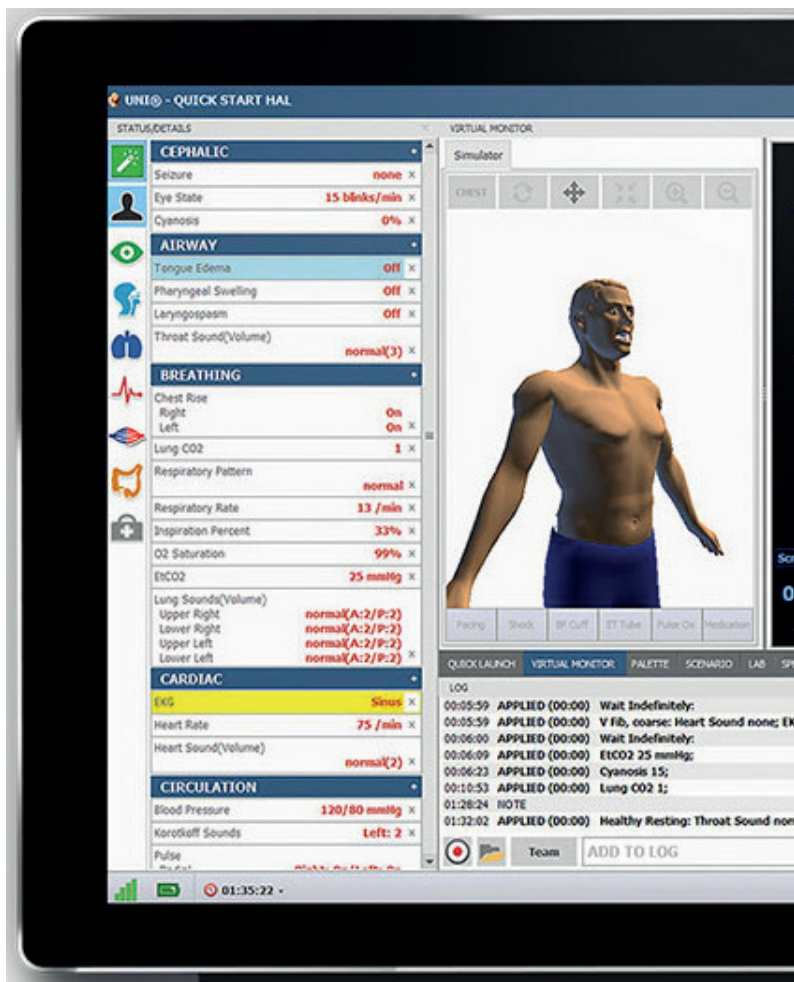 UNI® - QUICK START HAL
STATUS/DETAILS
CEPHALIC
Seizure none ×
Eye State 15 blinks/min ×
Cyanosis 0% ×
AIRWAY
Tongue Edema Off ×
Pharyngeal Swelling Off ×
Laryngospasm Off ×
Throat Sound(Volume)
normal(3) ×
BREATHING
Chest Rise
Right On
Left On ×
Lung CO2 1 ×
Respiratory Pattern
normal ×
Respiratory Rate 13 /min ×
Inspiration Percent 33% ×
O2 Saturation 99% ×
EtCO2 25 mmHg ×
Lung Sounds(Volume)
Upper Right normal(A:2/P:2)
Lower Right normal(A:2/P:2)
Upper Left normal(A:2/P:2)
Lower Left normal(A:2/P:2) ×
CARDIAC
EKG Sinus ×
Heart Rate 75 /min ×
Heart Sound(Volume)
normal(2) ×
CIRCULATION
Blood Pressure 120/80 mmHg ×
Korotkoff Sounds Left: 2 ×
Pulse
VIRTUAL MONITOR
Simulator
CHEST
Pacing Shock BP Cuff ET Tube Pulse Ox Medication
QUICK LAUNCH VIRTUAL MONITOR PALETTE SCENARIO LAB
LOG
00:05:59 APPLIED (00:00) Wait Indefinitely:
00:05:59 APPLIED (00:00) V Fib, coarse: Heart Sound none;
00:06:00 APPLIED (00:00) Wait Indefinitely:
00:06:09 APPLIED (00:00) EtCO2 25 mmHg;
00:06:23 APPLIED (00:00) Cyanosis 15;
00:10:53 APPLIED (00:00) Lung CO2 1;
01:28:24 NOTE
01:32:02 APPLIED (00:00) Healthy Resting: Throat Sound
Team ADD TO LOG
01:35:22